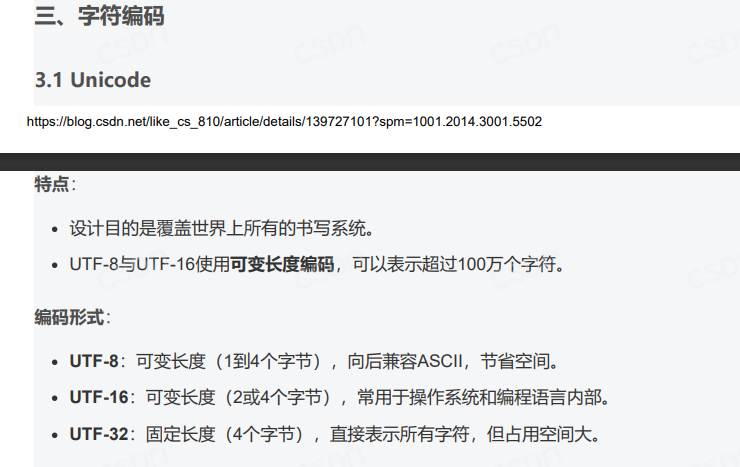 三、字符编码
3.1 Unicode
https://blog.csdn.net/like_cs_810/article/details/139727101?spm=1001.2014.3001.5502
特点：
设计目的是覆盖世界上所有的书写系统。
UTF-8与UTF-16使用可变长度编码，可以表示超过100万个字符。
编码形式：
UTF-8：可变长度（1到4个字节），向后兼容ASCII，节省空间。
UTF-16：可变长度（2或4个字节），常用于操作系统和编程语言内部。
UTF-32：固定长度（4个字节），直接表示所有字符，但占用空间大。
CSDN
CSDN
CSDN